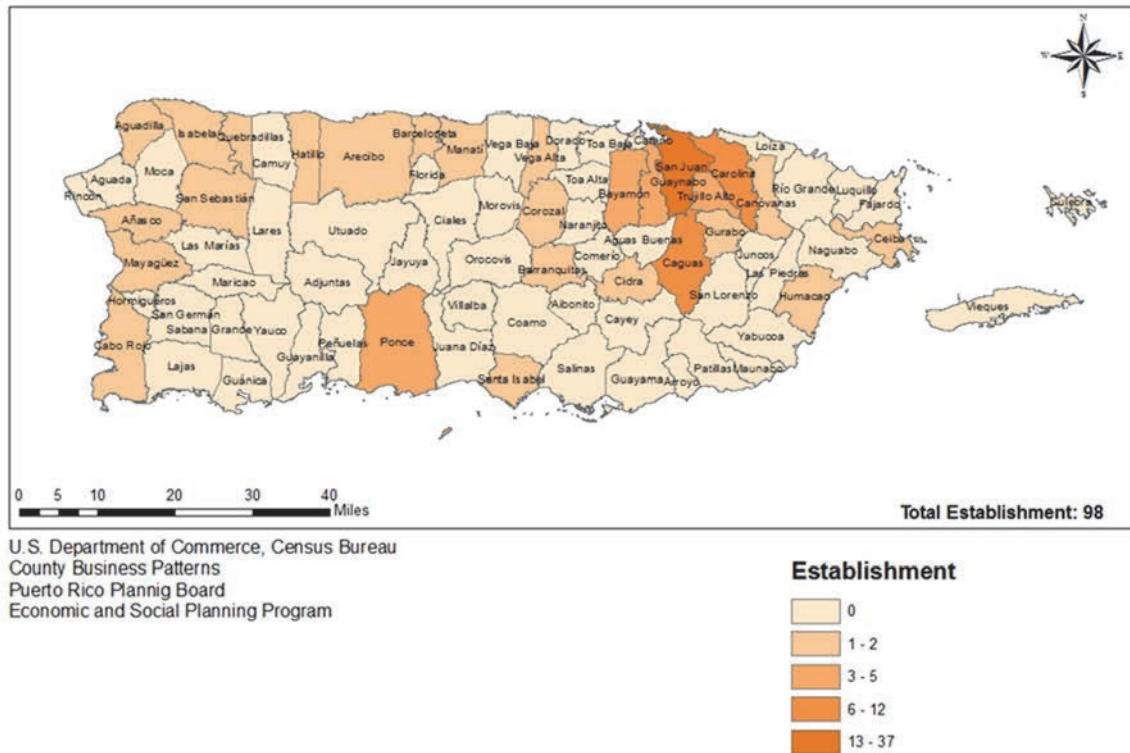 N
W E
S
Aguadilla
Isabela
Quebradillas
Camuy
Hatillo
Arecibo
Barceloneta
Manatí
Florida
Vega Baja
Vega Alta
Dorado
Toa Baja
Cataño
San Juan
Carolina
Loíza
Moca
Aguada
Rincón
San Sebastián
Añasco
Lares
Utuado
Ciales
Morovis
Corozal
Toa Alta
Naranjito
Bayamón
Guaynabo
Trujillo Alto
Canóvanas
Río Grande
Luquillo
Fajardo
Culebra
Mayagüez
Las Marías
Maricao
Adjuntas
Jayuya
Orocovis
Barranquitas
Comerío
Aguas Buenas
Caguas
Gurabo
Juncos
Las Piedras
Naguabo
Ceiba
Humacao
Vieques
Hormigueros
San Germán
Sabana Grande
Yauco
Guayanilla
Peñuelas
Ponce
Villalba
Juana Díaz
Coamo
Aibonito
Cidra
Cayey
San Lorenzo
Yabucoa
Cabo Rojo
Lajas
Guánica
Santa Isabel
Salinas
Guayama
Arroyo
Patillas
Maunabo
0 5 10 20 30 40
Miles
Total Establishment: 98
U.S. Department of Commerce, Census Bureau
County Business Patterns
Puerto Rico Plannig Board
Economic and Social Planning Program
Establishment
0
1 - 2
3 - 5
6 - 12
13 - 37